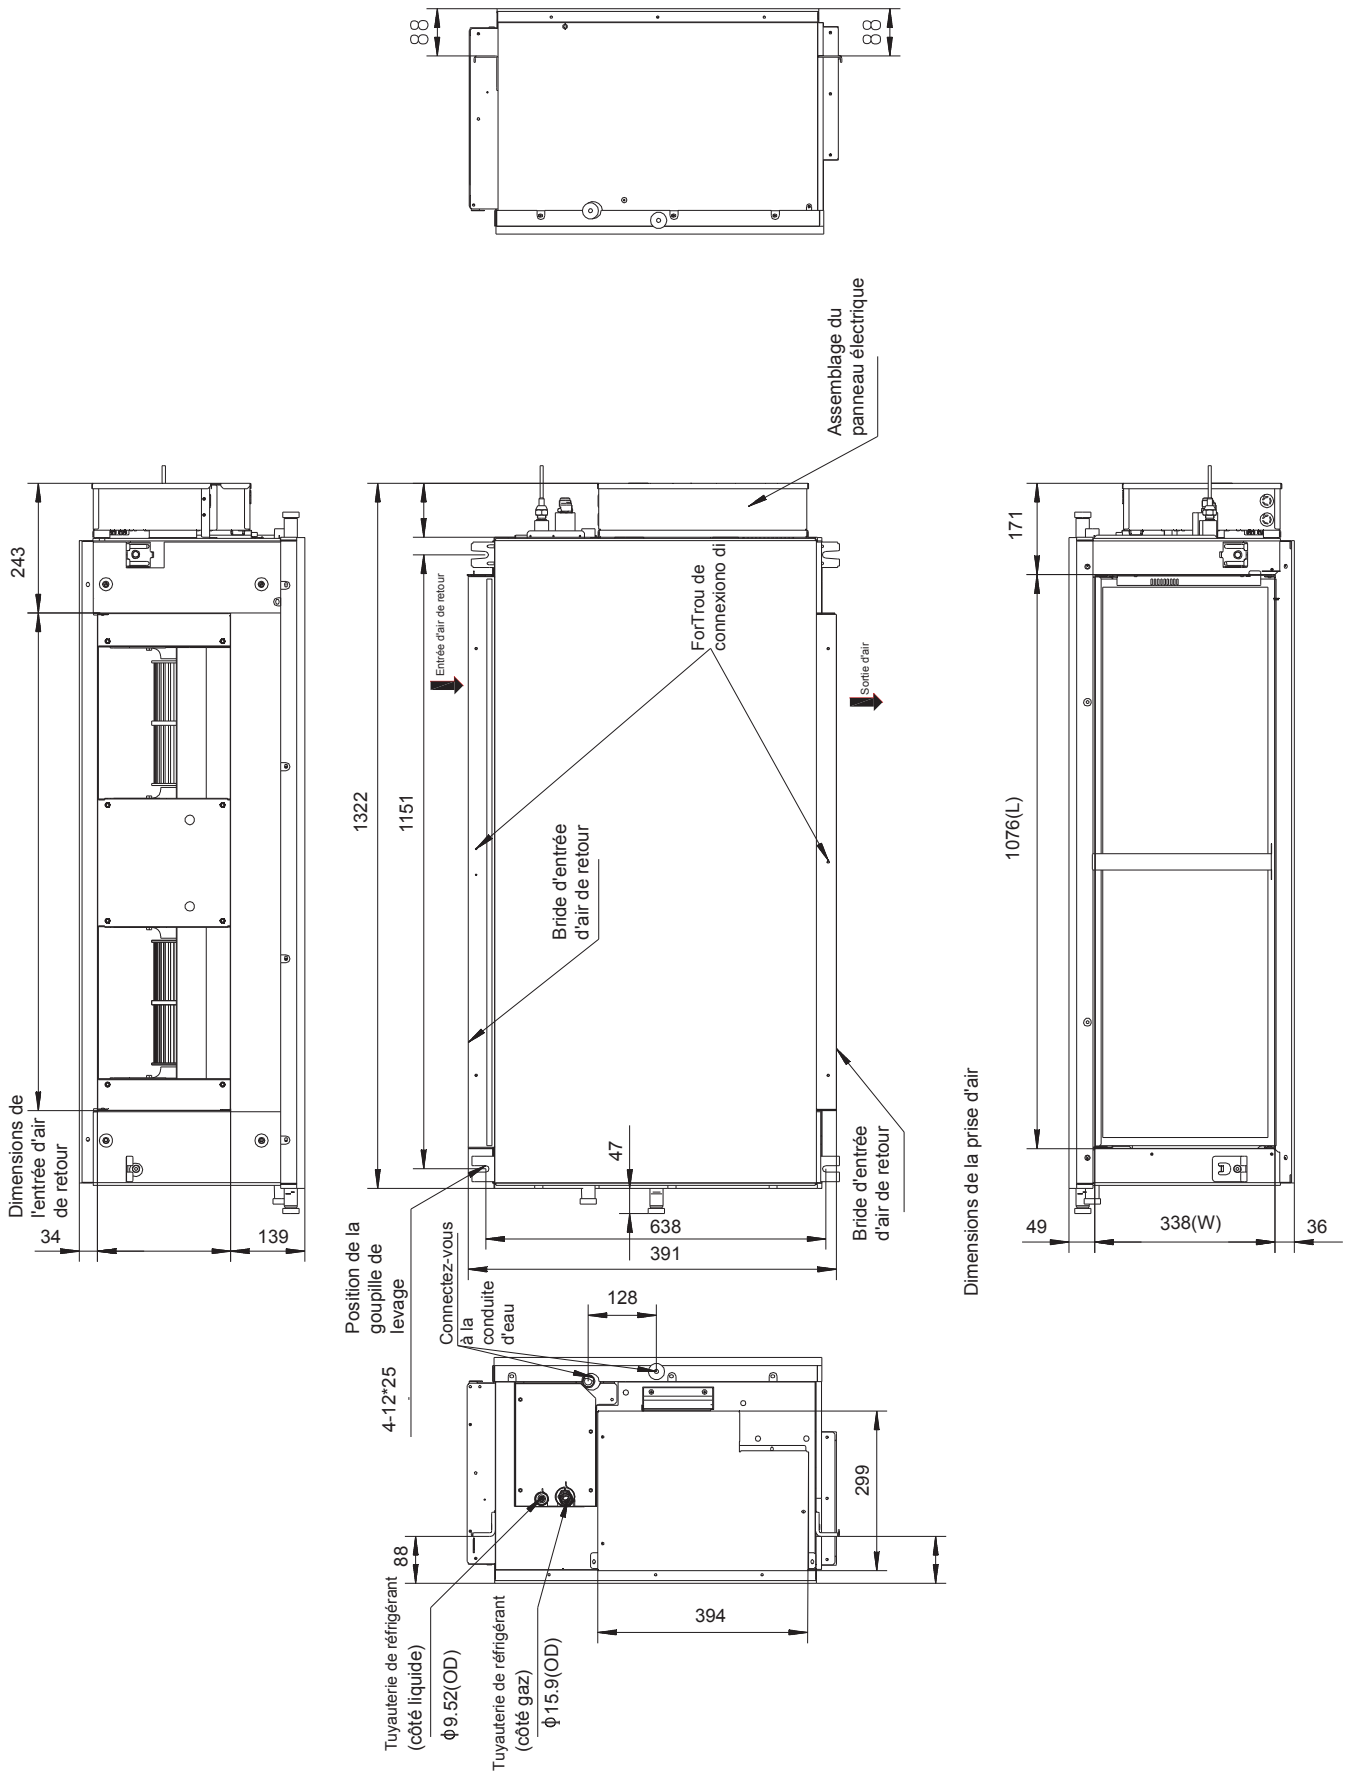 88
88
Assemblage du
panneau électrique
243
Dimensions de
l'entrée d'air
de retour
34
139
1322
1151
Entrée d'air de retour
ForTrou de
connexiono di
Sortie d'air
Bride d'entrée
d'air de retour
47
638
391
Bride d'entrée
d'air de retour
171
1076(L)
Dimensions de la prise d'air
49
338(W)
36
Position de la
goupille de
levage
4-12*25
Connectez-vous
à la
conduite
d'eau
128
299
88
394
Tuyauterie de réfrigérant
(côté liquide)
ϕ9.52(OD)
Tuyauterie de réfrigérant
(côté gaz)
ϕ15.9(OD)